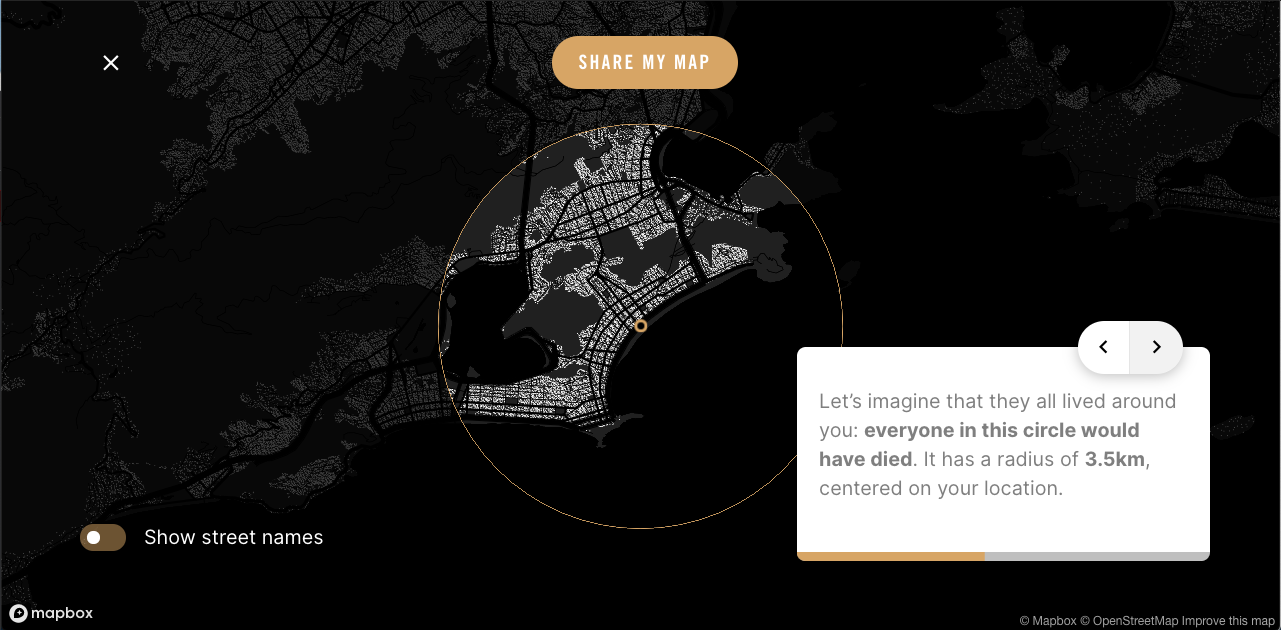 SHARE MY MAP
Let’s imagine that they all lived around
you: everyone in this circle would
have died. It has a radius of 3.5km,
centered on your location.
Show street names
mapbox
© Mapbox © OpenStreetMap Improve this map